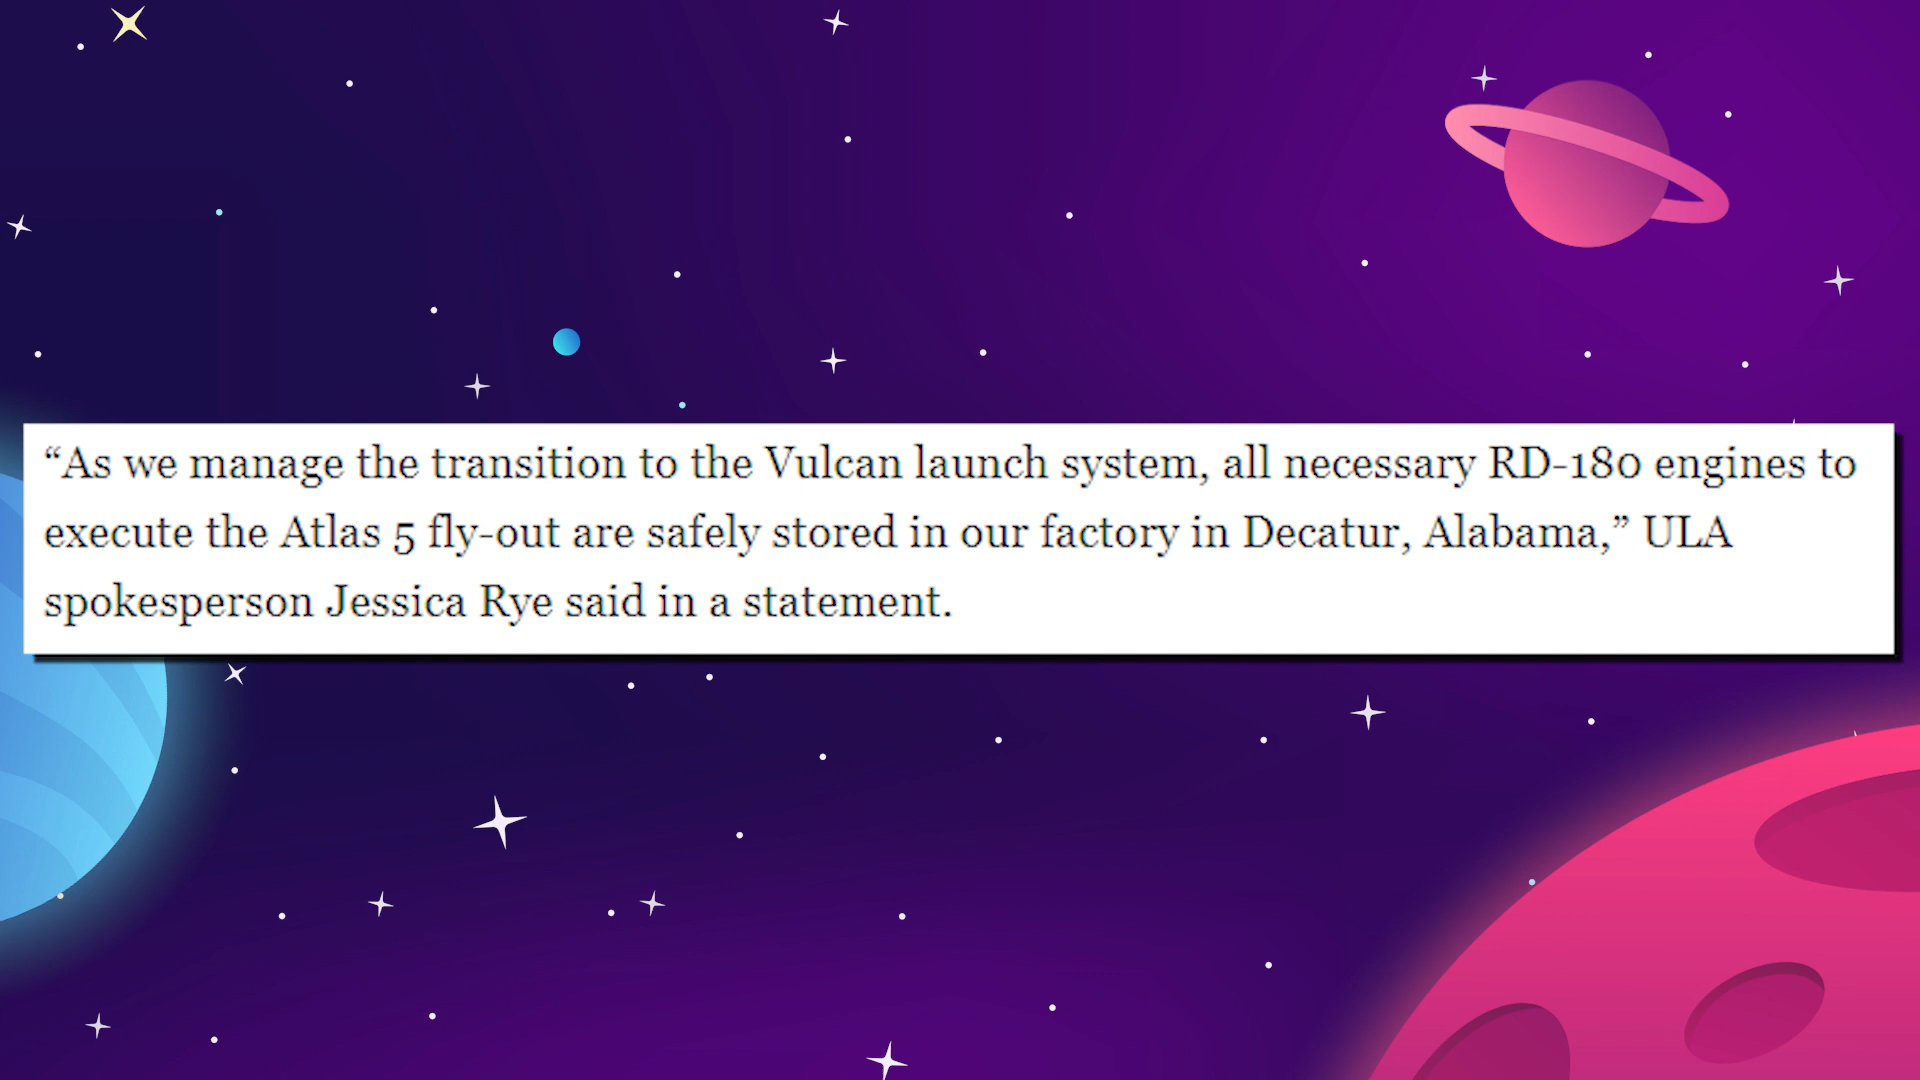 “As we manage the transition to the Vulcan launch system, all necessary RD-180 engines to
execute the Atlas 5 fly-out are safely stored in our factory in Decatur, Alabama,” ULA
spokesperson Jessica Rye said in a statement.